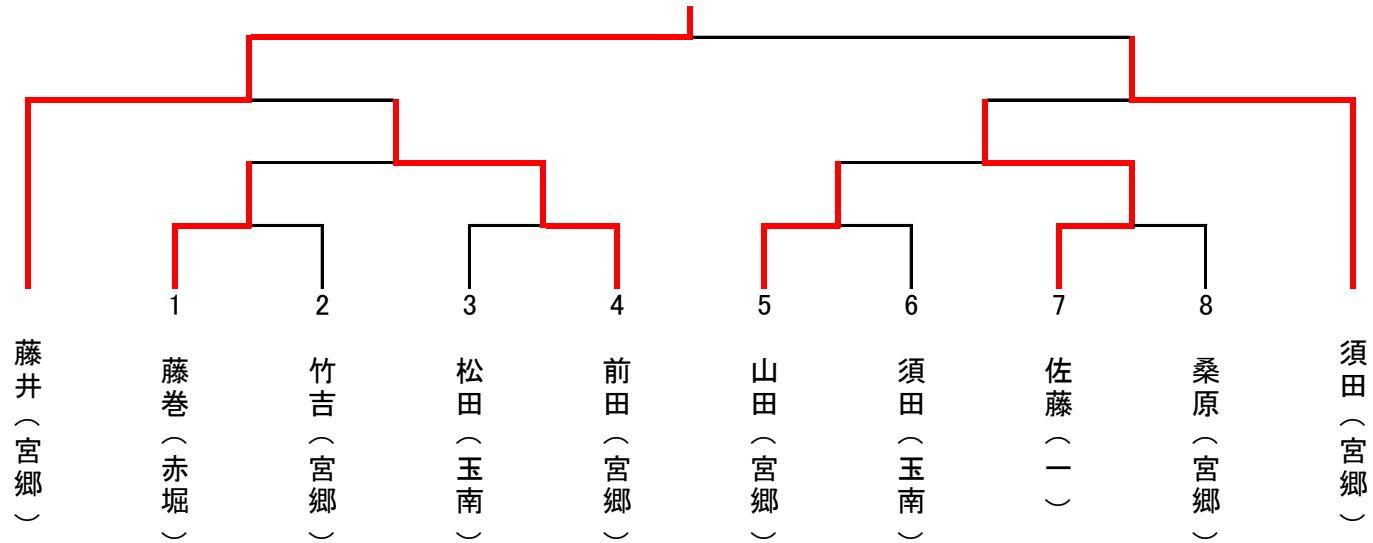 1
2
3
4
5
6
7
8
藤井（宮郷）
藤巻（赤堀）
竹吉（宮郷）
松田（玉南）
前田（宮郷）
山田（宮郷）
須田（玉南）
佐藤（一）
桑原（宮郷）
須田（宮郷）